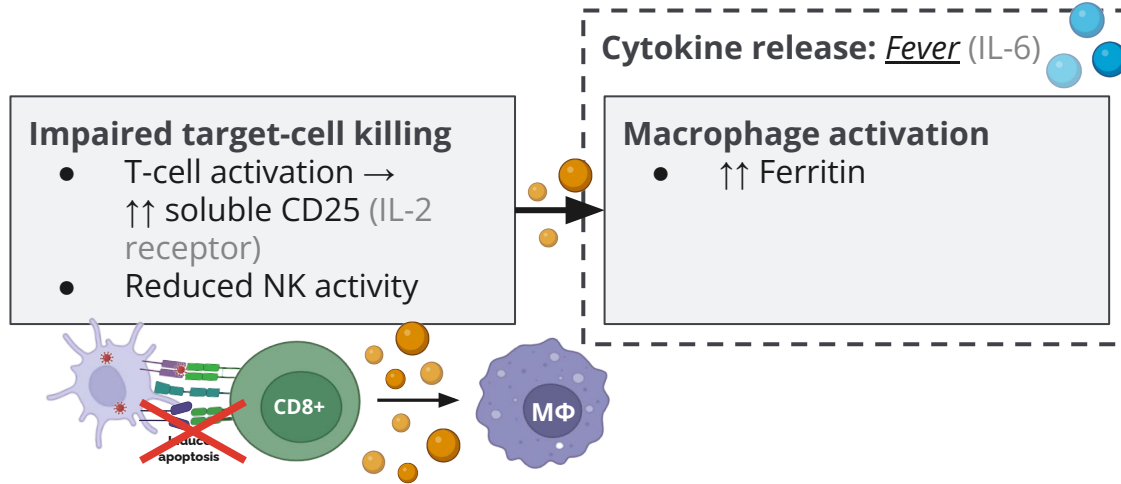 Cytokine release: Fever (IL-6)
Impaired target-cell killing
● T-cell activation →
↑↑ soluble CD25 (IL-2
receptor)
● Reduced NK activity
Macrophage activation
● ↑↑ Ferritin
CD8+
MΦ
apoptosis